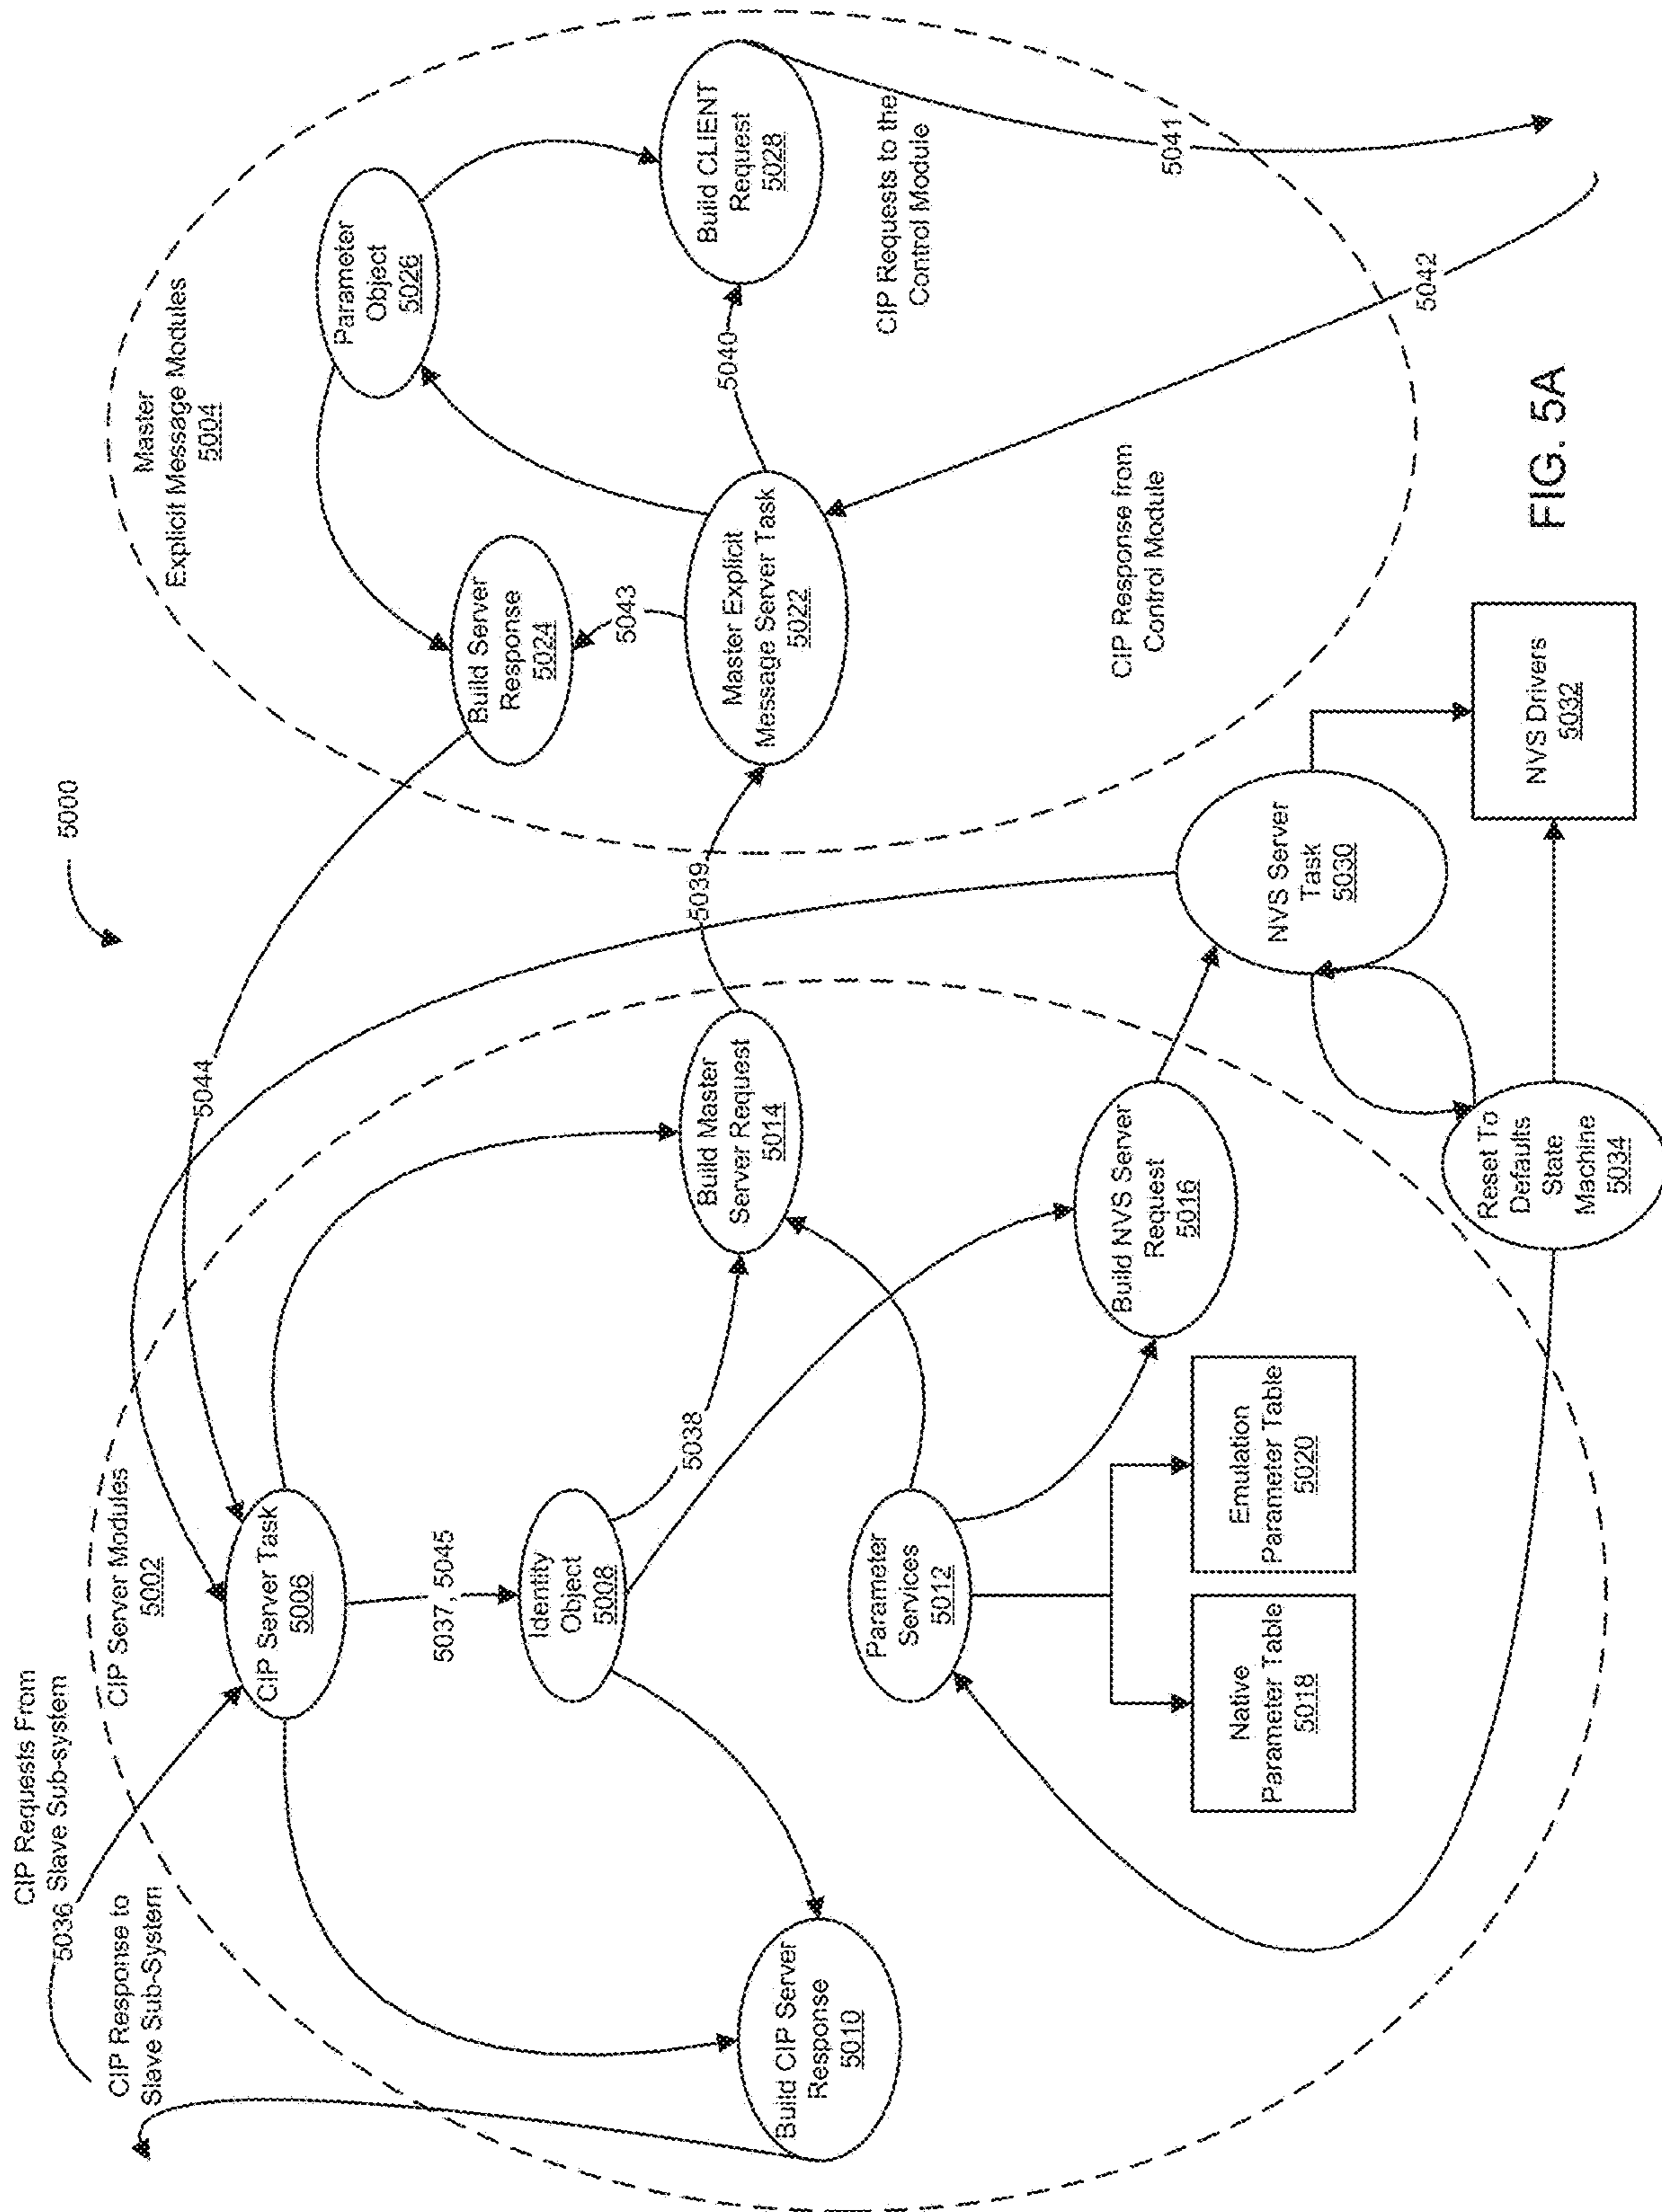 5000
CIP Requests From
Slave Sub-system
5036
CIP Response to
Slave Sub-System
CIP Server Modules
5002
CIP Server Task
5006
5037, 5045
Identity
Object
5008
5038
Build CIP Server
Response
5010
Parameter
Services
5012
Native
Parameter Table
5018
Emulation
Parameter Table
5020
Build Master
Server Request
5014
Build NVS Server
Request
5016
5044
5039
Master
Explicit Message Modules
5004
Build Server
Response
5024
5043
Parameter
Object
5026
Master Explicit
Message Server Task
5022
5040
Build CLIENT
Request
5028
CIP Requests to the
Control Module
5041
CIP Response from
Control Module
5042
NVS Server
Task
5030
NVS Drivers
5032
Reset To
Defaults
State
Machine
5034
FIG. 5A